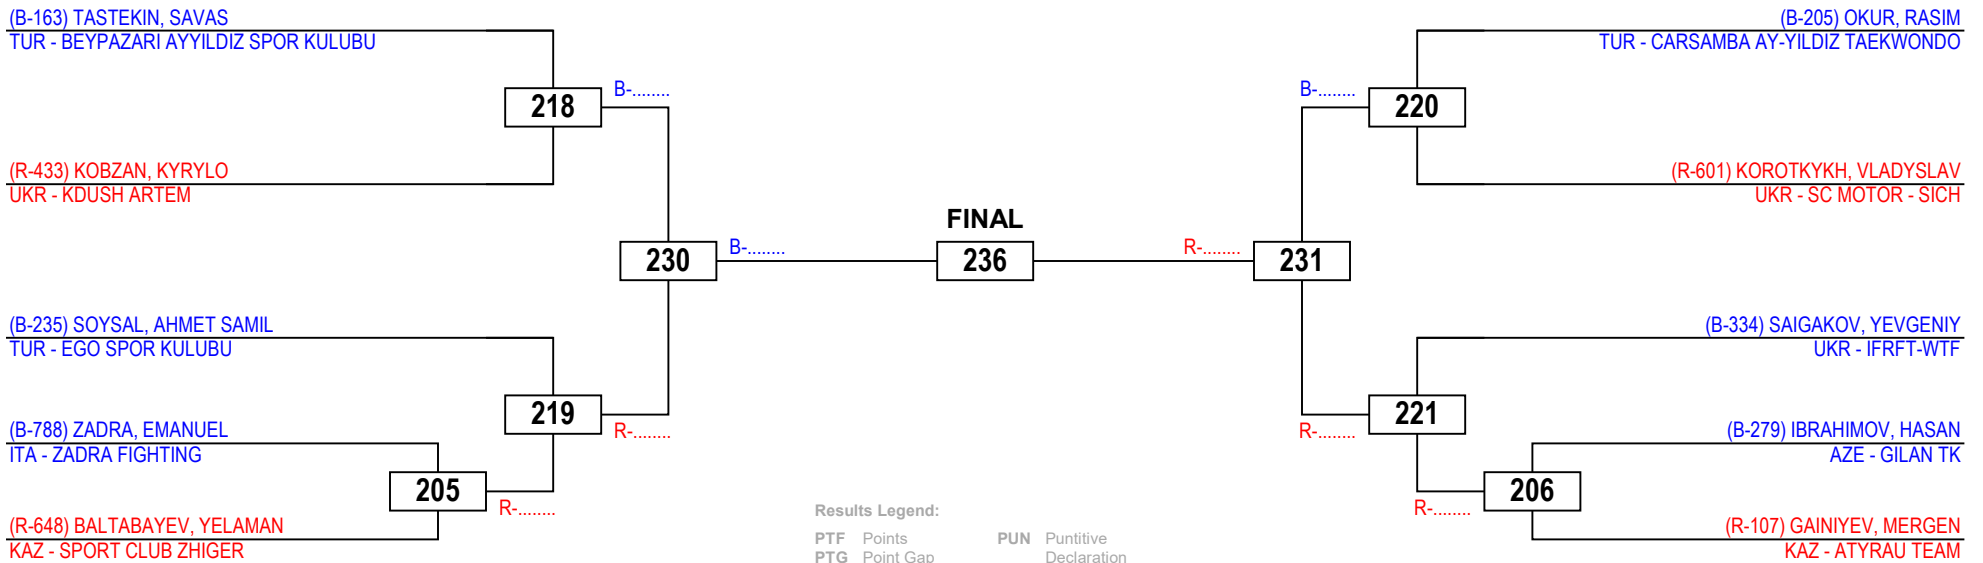 (B-163) TASTEKIN, SAVAS
TUR - BEYPAZARI AYYILDIZ SPOR KULUBU
B-........
218
(R-433) KOBZAN, KYRYLO
UKR - KDUSH ARTEM
230
B-........
(B-235) SOYSAL, AHMET SAMIL
TUR - EGO SPOR KULUBU
219
R-........
(B-788) ZADRA, EMANUEL
ITA - ZADRA FIGHTING
205
R-........
(R-648) BALTABAYEV, YELAMAN
KAZ - SPORT CLUB ZHIGER
FINAL
236
(B-205) OKUR, RASIM
TUR - CARSAMBA AY-YILDIZ TAEKWONDO
B-........
220
(R-601) KOROTKYKH, VLADYSLAV
UKR - SC MOTOR - SICH
R-........
231
(B-334) SAIGAKOV, YEVGENIY
UKR - IFRFT-WTF
221
R-........
(B-279) IBRAHIMOV, HASAN
AZE - GILAN TK
206
R-........
(R-107) GAINIYEV, MERGEN
KAZ - ATYRAU TEAM
Results Legend:
PTF Points
PTG Point Gap
PUN Puntitive
Declaration